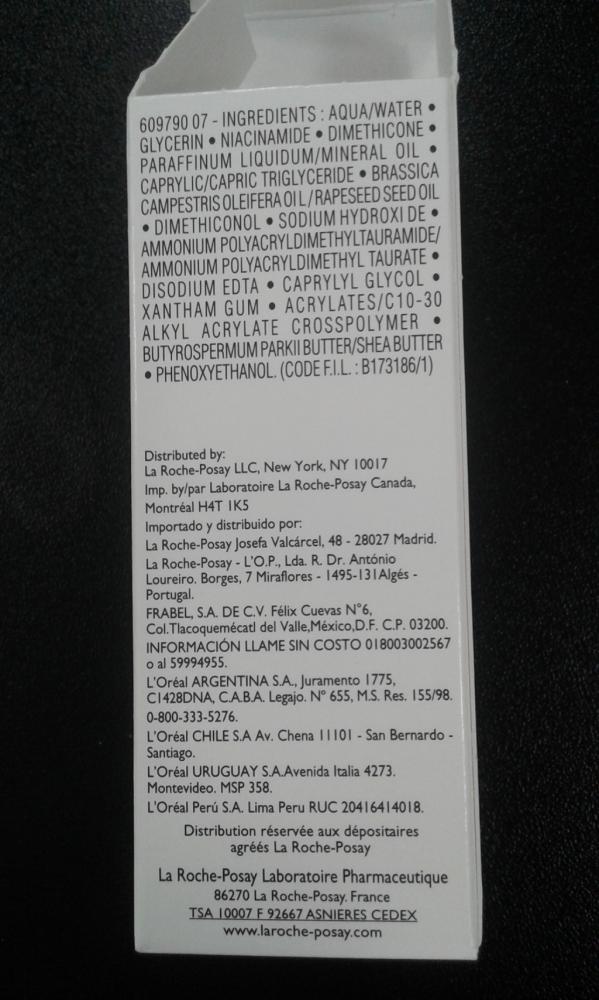 609790 07 - INGREDIENTS : AQUA/WATER •
GLYCERIN • NIACINAMIDE • DIMETHICONE •
PARAFFINUM LIQUIDUM/MINERAL OIL •
CAPRYLIC/CAPRIC TRIGLYCERIDE • BRASSICA
CAMPESTRIS OLEIFERA OIL/RAPESEED SEED OIL
• DIMETHICONOL • SODIUM HYDROXIDE •
AMMONIUM POLYACRYLDIMETHYLTAURAMIDE/
AMMONIUM POLYACRYLDIMETHYL TAURATE •
DISODIUM EDTA • CAPRYLYL GLYCOL •
XANTHAM GUM • ACRYLATES/C10-30
ALKYL ACRYLATE CROSSPOLYMER •
BUTYROSPERMUM PARKII BUTTER/SHEA BUTTER
• PHENOXYETHANOL. (CODE F.I.L. : B173186/1)
Distributed by:
La Roche-Posay LLC, New York, NY 10017
Imp. by/par Laboratoire La Roche-Posay Canada,
Montréal H4T 1K5
Importado y distribuido por:
La Roche-Posay Josefa Valcárcel, 48 - 28027 Madrid.
La Roche-Posay - L'O.P., Lda. R. Dr. António
Loureiro. Borges, 7 Miraflores - 1495-131Algés -
Portugal.
FRABEL, S.A. DE C.V. Félix Cuevas N°6,
Col.Tlacoquemécatl del Valle,México,D.F. C.P. 03200.
INFORMACIÓN LLAME SIN COSTO 018003002567
o al 59994955.
L'Oréal ARGENTINA S.A., Juramento 1775,
C1428DNA, C.A.B.A. Legajo. Nº 655, M.S. Res. 155/98.
0-800-333-5276.
L'Oréal CHILE S.A Av. Chena 11101 - San Bernardo -
Santiago.
L'Oréal URUGUAY S.A.Avenida Italia 4273.
Montevideo. MSP 358.
L'Oréal Perú S.A. Lima Peru RUC 20416414018.
Distribution réservée aux dépositaires
agréés La Roche-Posay
La Roche-Posay Laboratoire Pharmaceutique
86270 La Roche-Posay. France
TSA 10007 F 92667 ASNIERES CEDEX
www.laroche-posay.com